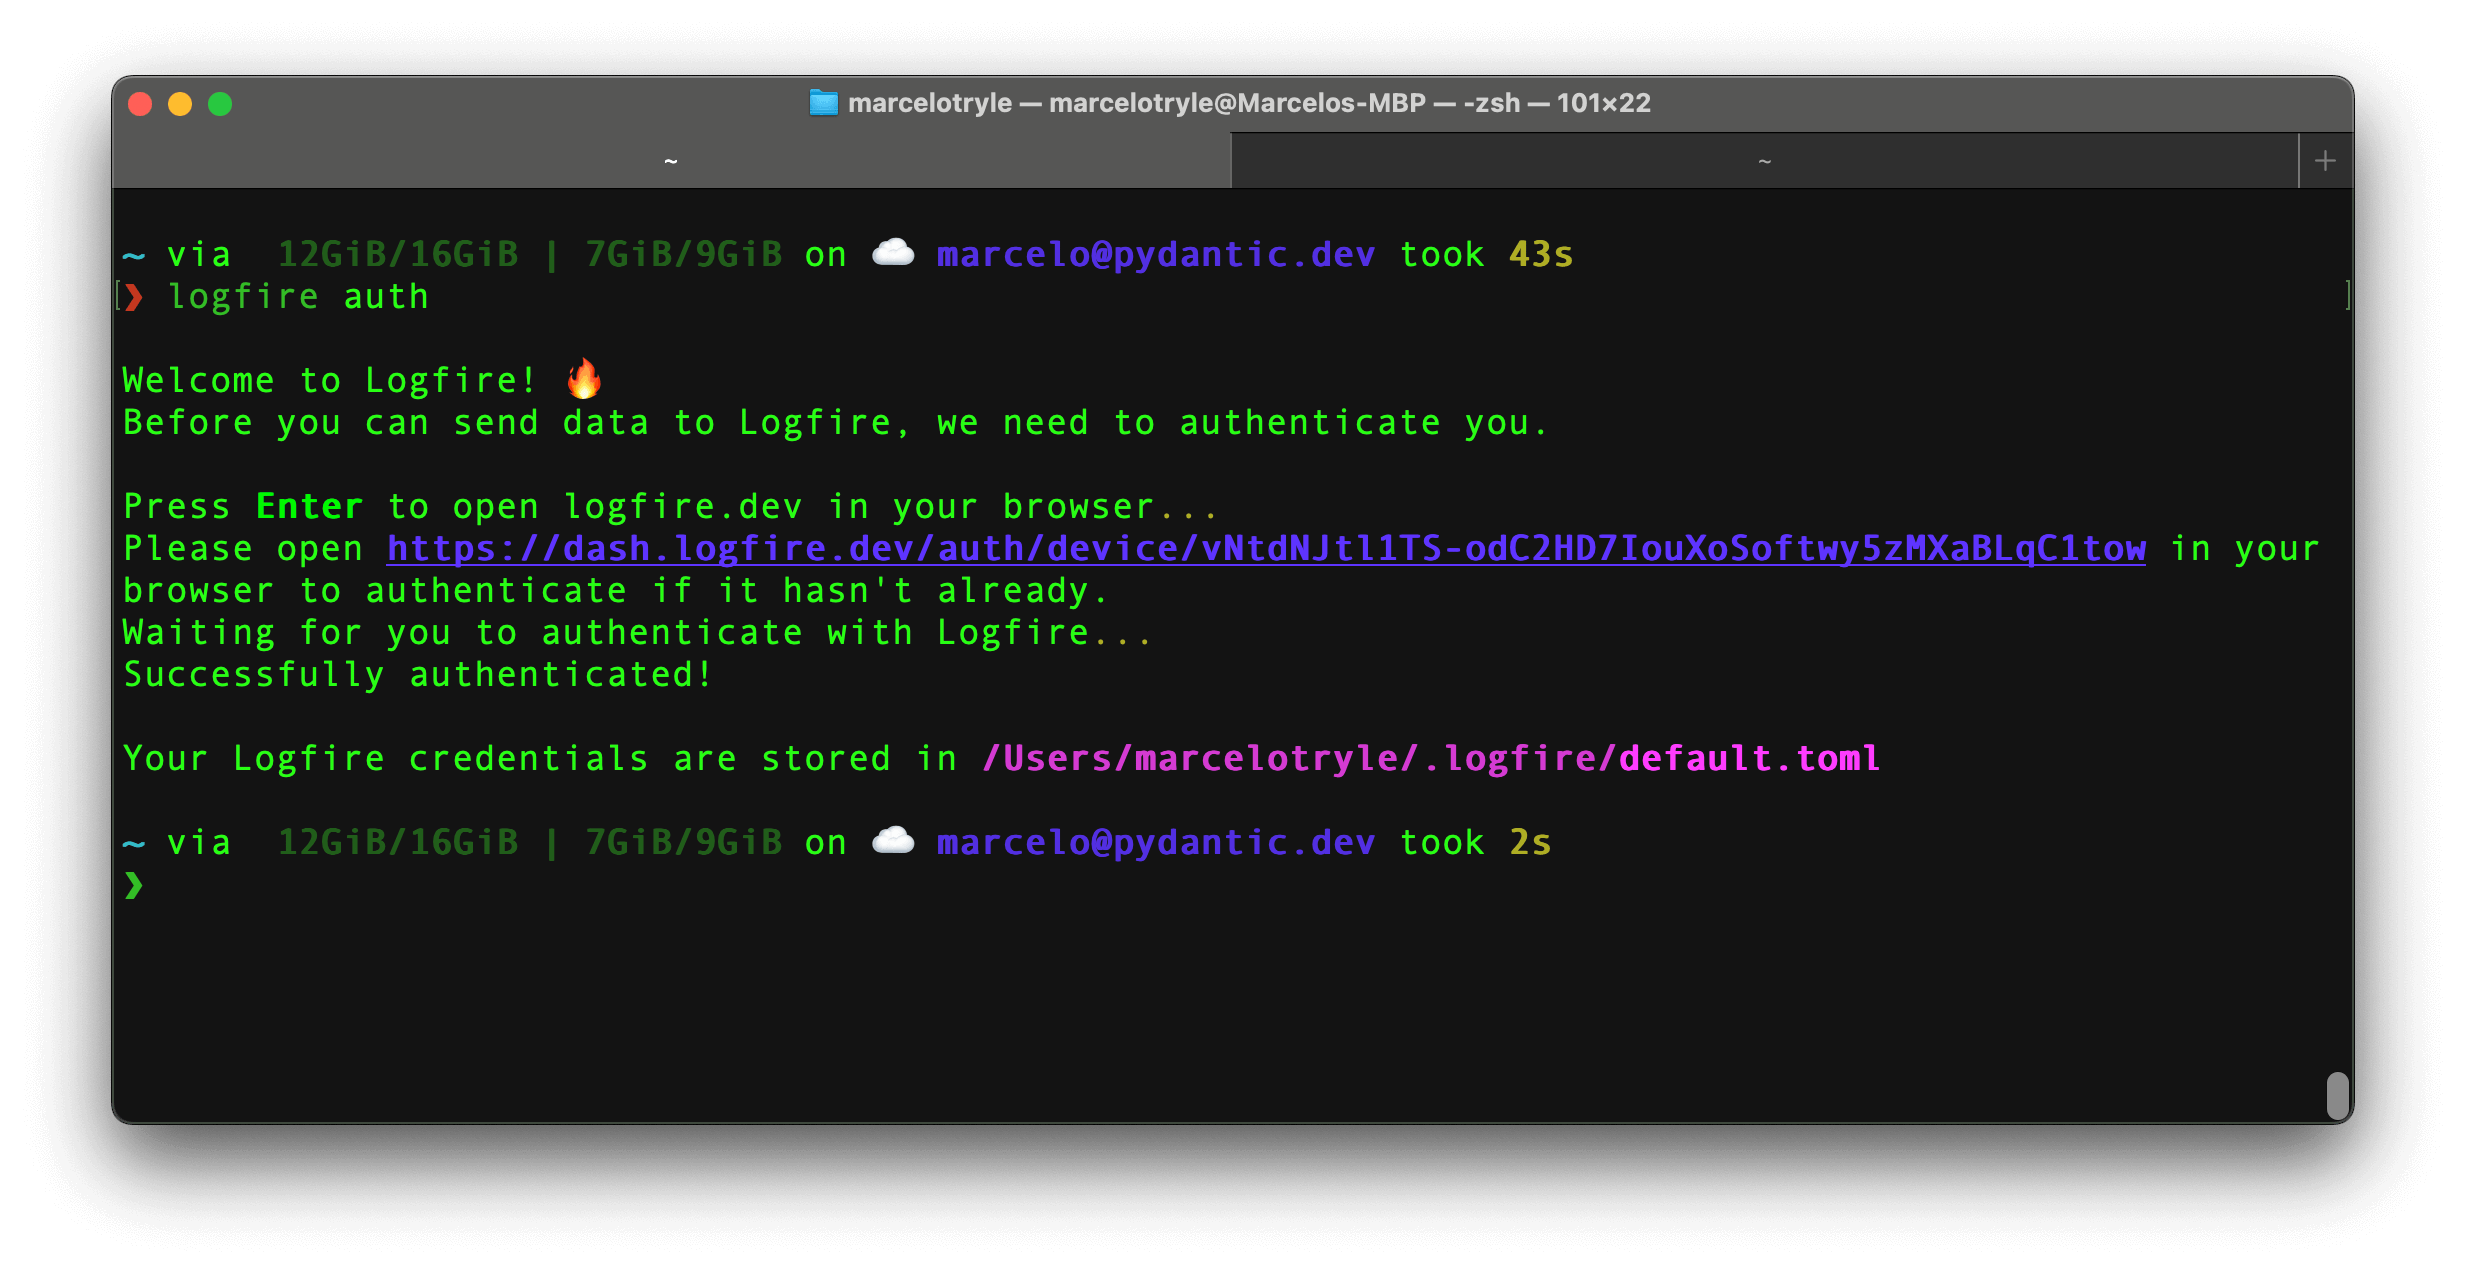 marcelotryle — marcelotryle@Marcelos-MBP — -zsh — 101×22
~ ~ +
~ via 12GiB/16GiB | 7GiB/9GiB on ☁️ marcelo@pydantic.dev took 43s
[❯ logfire auth ]
Welcome to Logfire! 🔥
Before you can send data to Logfire, we need to authenticate you.
Press Enter to open logfire.dev in your browser...
Please open https://dash.logfire.dev/auth/device/vNtdNJtl1TS-odC2HD7IouXoSoftwy5zMXaBLqC1tow in your
browser to authenticate if it hasn't already.
Waiting for you to authenticate with Logfire...
Successfully authenticated!
Your Logfire credentials are stored in /Users/marcelotryle/.logfire/default.toml
~ via 12GiB/16GiB | 7GiB/9GiB on ☁️ marcelo@pydantic.dev took 2s
❯